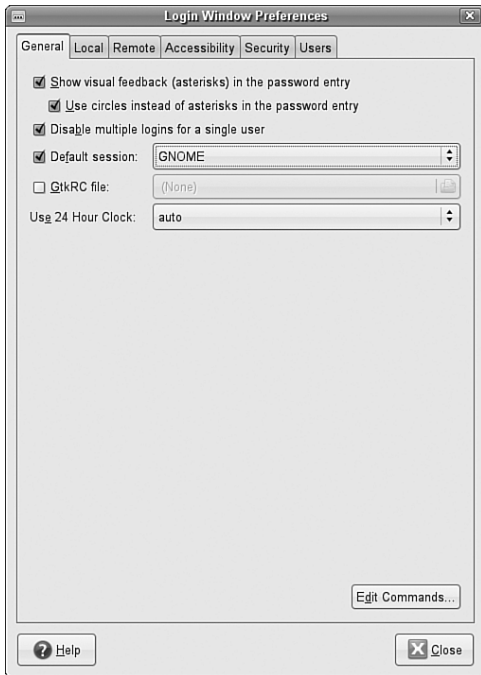 Login Window Preferences
General Local Remote Accessibility Security Users
Show visual feedback (asterisks) in the password entry
Use circles instead of asterisks in the password entry
Disable multiple logins for a single user
Default session: GNOME
GtkRC file: (None)
Use 24 Hour Clock: auto
Edit Commands...
Help Close